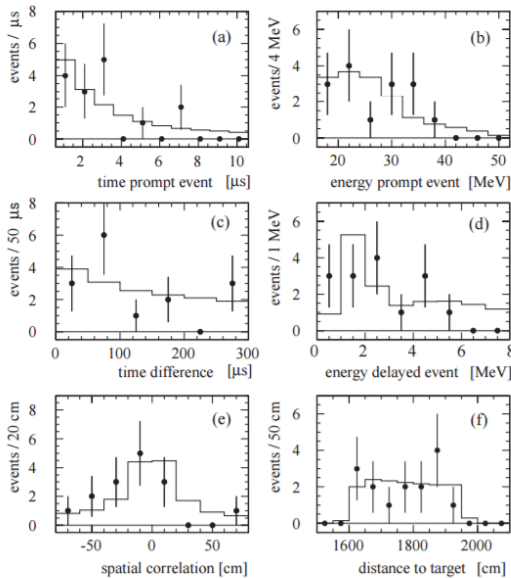 events / μs
(a)
0
2
4
6
8
2
4
6
8
10
time prompt event [μs]
events/ 4 MeV
(b)
0
2
4
6
20
30
40
50
energy prompt event [MeV]
events / 50 μs
(c)
0
2
4
6
8
0
100
200
300
time difference [μs]
events / 1 MeV
(d)
0
2
4
6
0
2
4
6
8
energy delayed event [MeV]
events / 20 cm
(e)
0
2
4
6
8
-50
0
50
spatial correlation [cm]
events / 50 cm
(f)
0
2
4
6
1600
1800
2000
distance to target [cm]